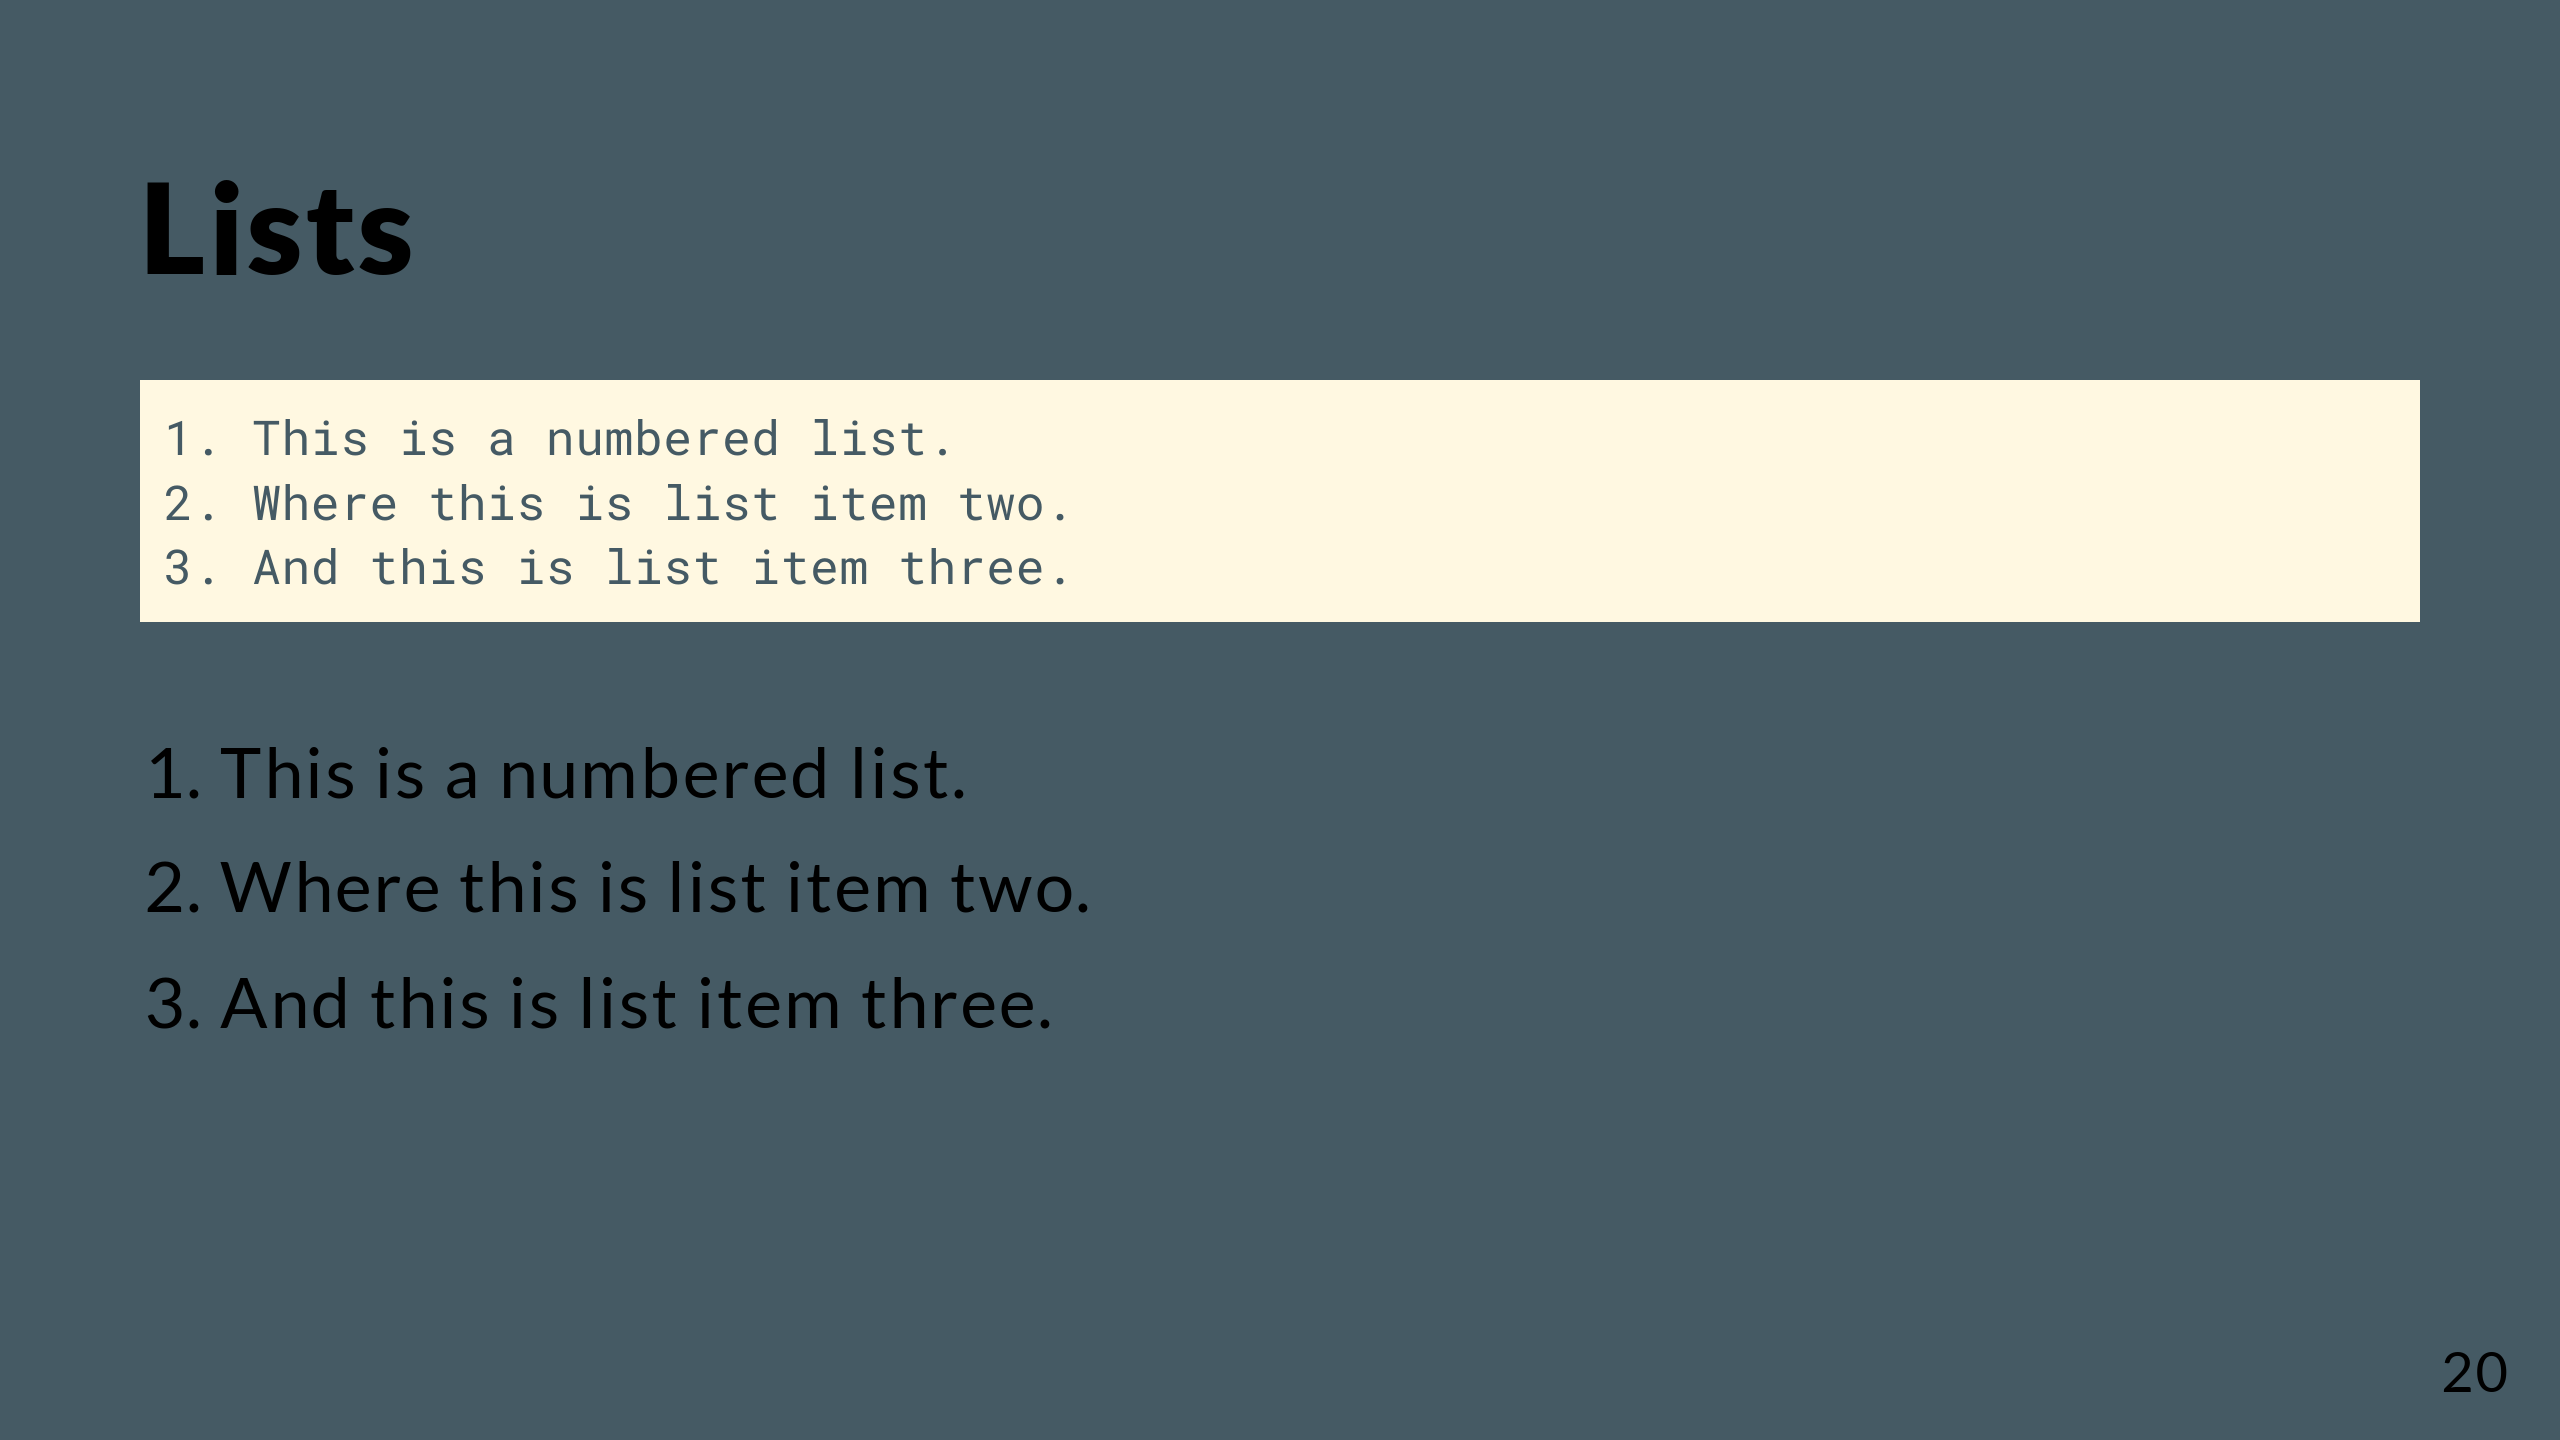 Lists
1. This is a numbered list.
2. Where this is list item two.
3. And this is list item three.
1. This is a numbered list.
2. Where this is list item two.
3. And this is list item three.
20